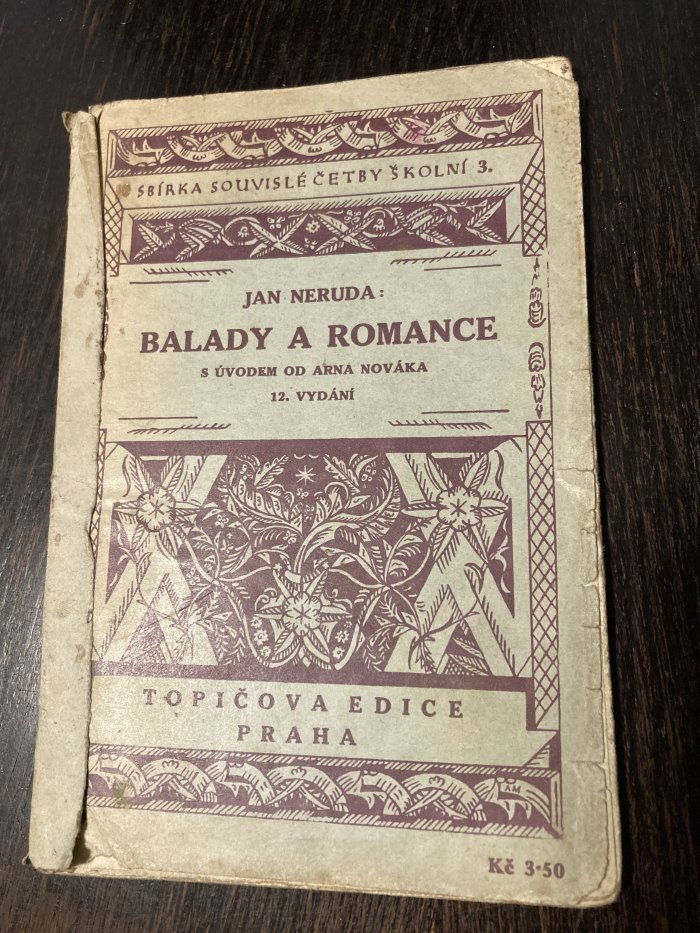 SBÍRKA SOUVISLÉ ČETBY ŠKOLNÍ 3.
JAN NERUDA:
BALADY A ROMANCE
S ÚVODEM OD ARNA NOVÁKA
12. VYDÁNÍ
TOPIČOVA EDICE
PRAHA
AM
Kč 3·50